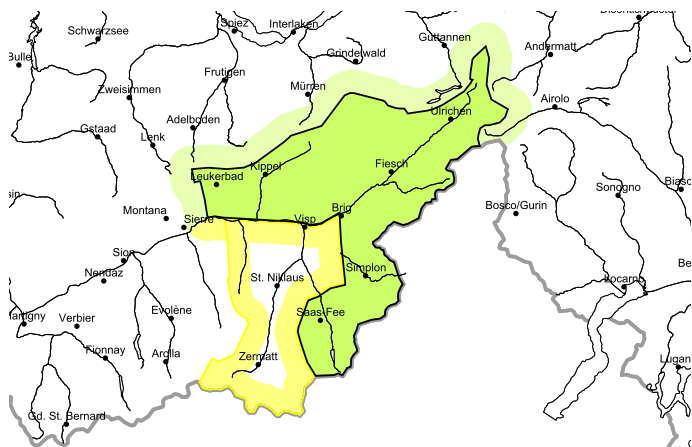 Spiez
Interlaken
Schwarzsee
Guttannen
Andermatt
Bulle
Grindelwald
Frutigen
Zweisimmen
Mürren
Airolo
Ulrichen
Adelboden
Gstaad
Lenk
Kippel
Fiesch
Leukerbad
Sonogno
Montana
Brig
Bosco/Gurin
Sierre
Visp
Sion
Nendaz
St. Niklaus
Simplon
Locarno
Evolène
Saas-Fee
Verbier
Fionnay
Arolla
Zermatt
Gd. St. Bernard